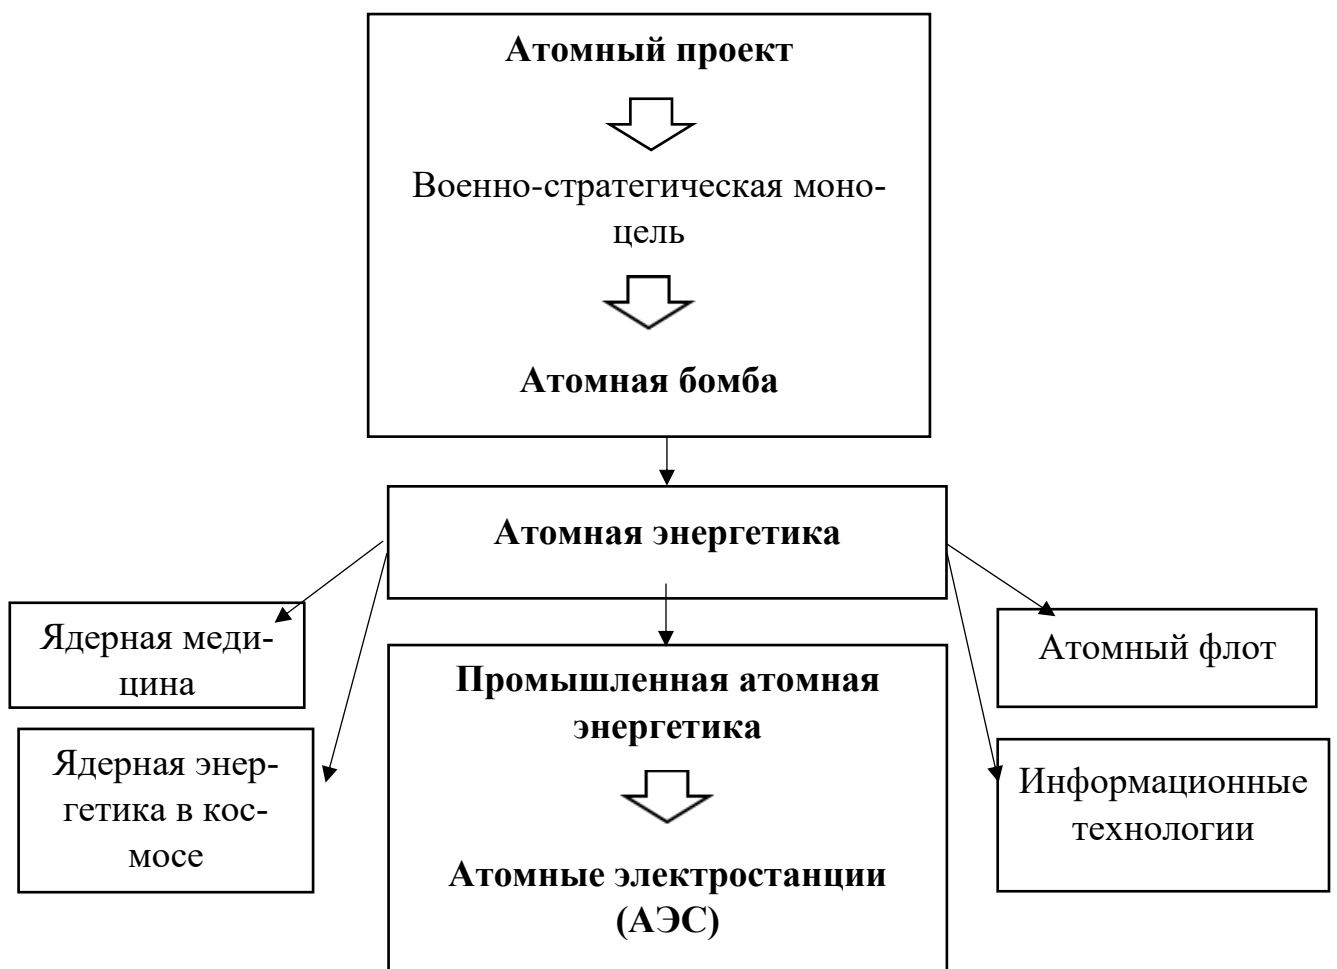 Атомный проект
Военно-стратегическая моно-
цель
Атомная бомба
Атомная энергетика
Ядерная меди-
цина
Ядерная энер-
гетика в кос-
мосе
Промышленная атомная
энергетика
Атомные электростанции
(АЭС)
Атомный флот
Информационные
технологии